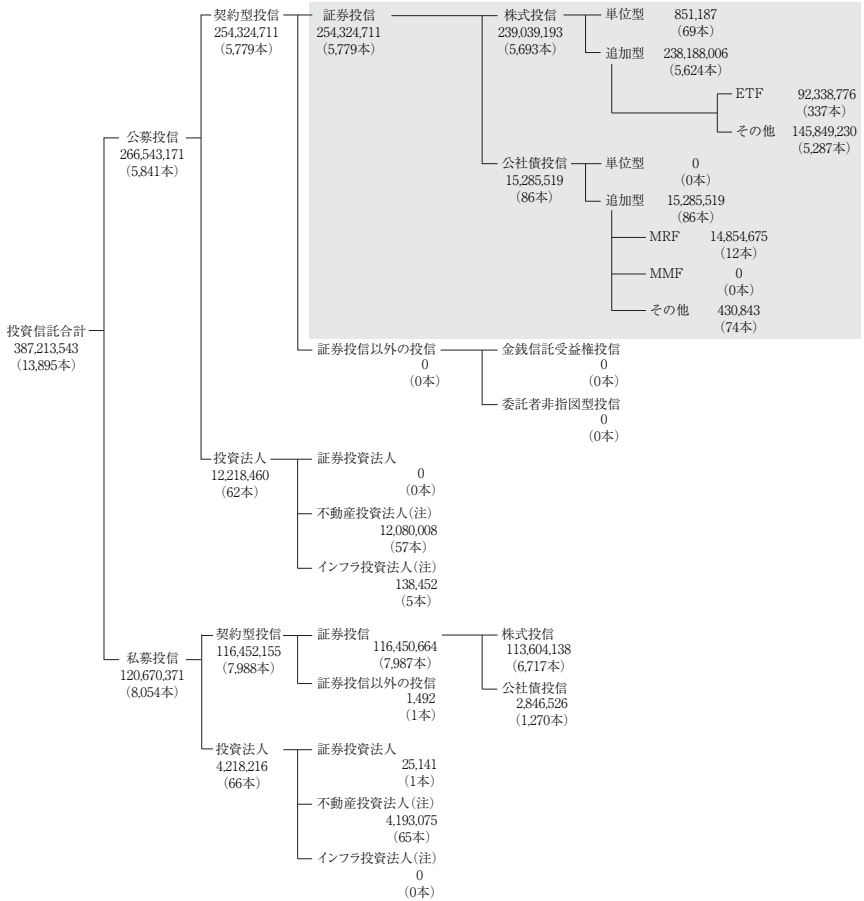 投資信託合計
387,213,543
（13,895本）
公募投信
266,543,171
（5,841本）
契約型投信
254,324,711
（5,779本）
証券投信
254,324,711
（5,779本）
株式投信
239,039,193
（5,693本）
単位型 851,187
（69本）
追加型 238,188,006
（5,624本）
ETF 92,338,776
（337本）
その他 145,849,230
（5,287本）
公社債投信
15,285,519
（86本）
単位型 0
（0本）
追加型 15,285,519
（86本）
MRF 14,854,675
（12本）
MMF 0
（0本）
その他 430,843
（74本）
証券投信以外の投信
0
（0本）
金銭信託受益権投信
0
（0本）
委託者非指図型投信
0
（0本）
投資法人
12,218,460
（62本）
証券投資法人
0
（0本）
不動産投資法人（注）
12,080,008
（57本）
インフラ投資法人（注）
138,452
（5本）
私募投信
120,670,371
（8,054本）
契約型投信
116,452,155
（7,988本）
証券投信
116,450,664
（7,987本）
株式投信
113,604,138
（6,717本）
公社債投信
2,846,526
（1,270本）
証券投信以外の投信
1,492
（1本）
投資法人
4,218,216
（66本）
証券投資法人
25,141
（1本）
不動産投資法人（注）
4,193,075
（65本）
インフラ投資法人（注）
0
（0本）